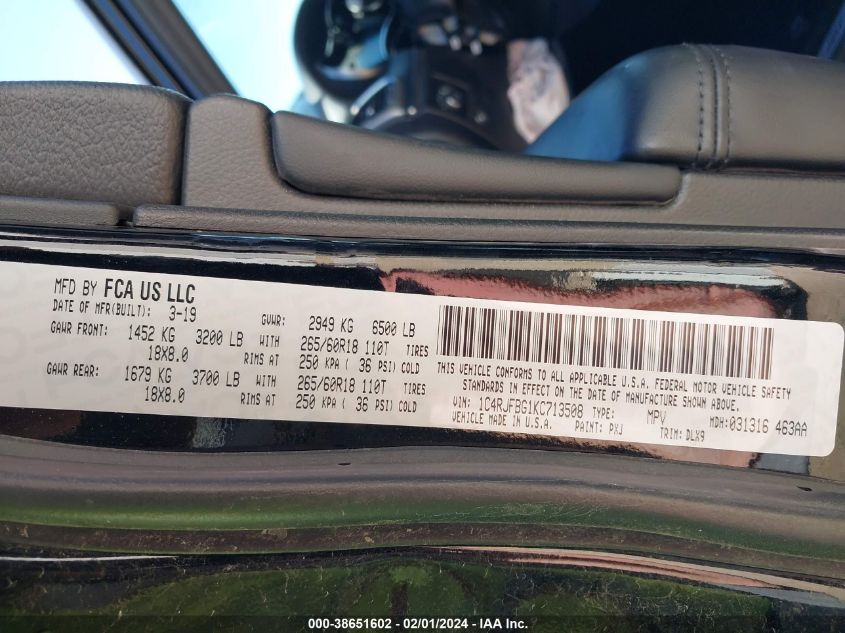 MFD BY FCA US LLC
DATE OF MFR(BUILT): 3-19 GVWR: 2949 KG 6500 LB
GAWR FRONT: 1452 KG 3200 LB WITH 265/60R18 110T TIRES
18X8.0 RIMS AT 250 KPA ( 36 PSI) COLD
GAWR REAR: 1679 KG 3700 LB WITH 265/60R18 110T TIRES
18X8.0 RIMS AT 250 KPA ( 36 PSI) COLD
THIS VEHICLE CONFORMS TO ALL APPLICABLE U.S.A. FEDERAL MOTOR VEHICLE SAFETY
STANDARDS IN EFFECT ON THE DATE OF MANUFACTURE SHOWN ABOVE.
VIN: 1C4RJFBG1KC713508 TYPE: MPV MDH:031316 463AA
VEHICLE MADE IN U.S.A. PAINT: PXJ TRIM: DLX9
000-38651602 - 02/01/2024 - IAA Inc.